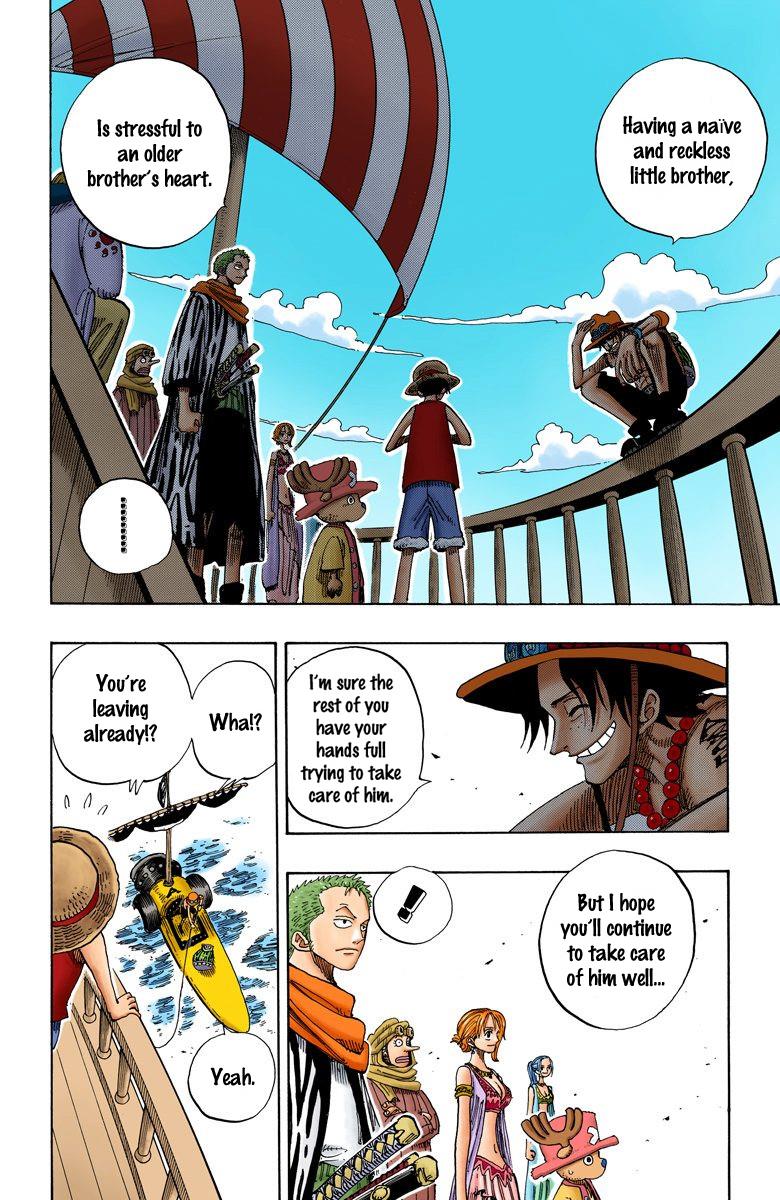 Having a naïve
and reckless
little brother,
Is stressful to
an older
brother's heart.
I'm sure the
rest of you
have your
hands full
trying to take
care of him.
But I hope
you'll continue
to take care
of him well...
!
Wha!?
You're
leaving
already!?
Yeah.